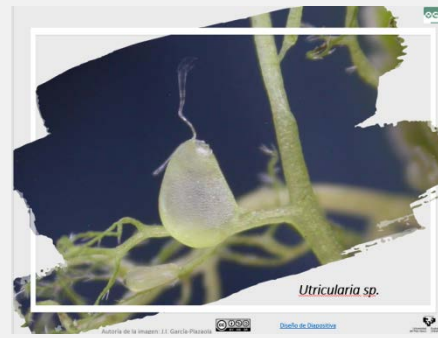 Utricularia sp.
Autoría de la imagen: J.I. García-Plazaola
Diseño de Diapositiva